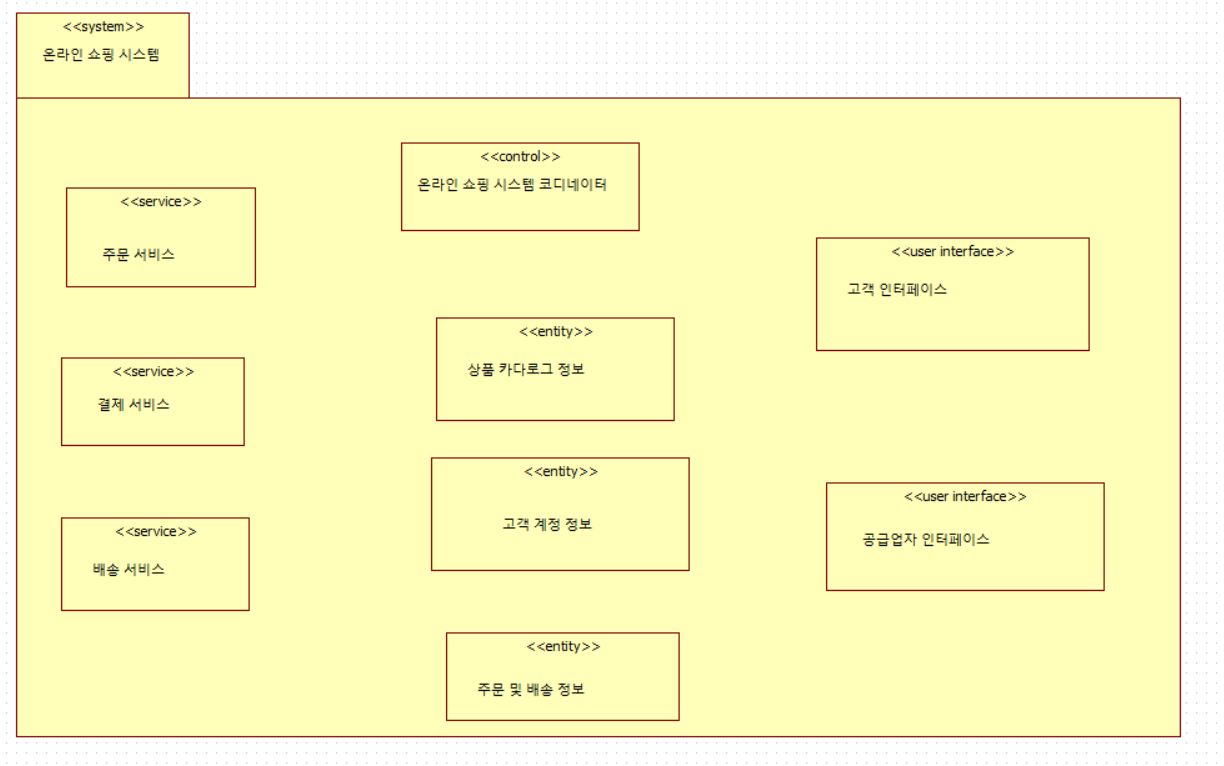 <<system>>
온라인 쇼핑 시스템
<<control>>
온라인 쇼핑 시스템 코디네이터
<<service>>
주문 서비스
<<user interface>>
고객 인터페이스
<<entity>>
상품 카다로그 정보
<<service>>
결제 서비스
<<entity>>
고객 계정 정보
<<user interface>>
공급업자 인터페이스
<<service>>
배송 서비스
<<entity>>
주문 및 배송 정보